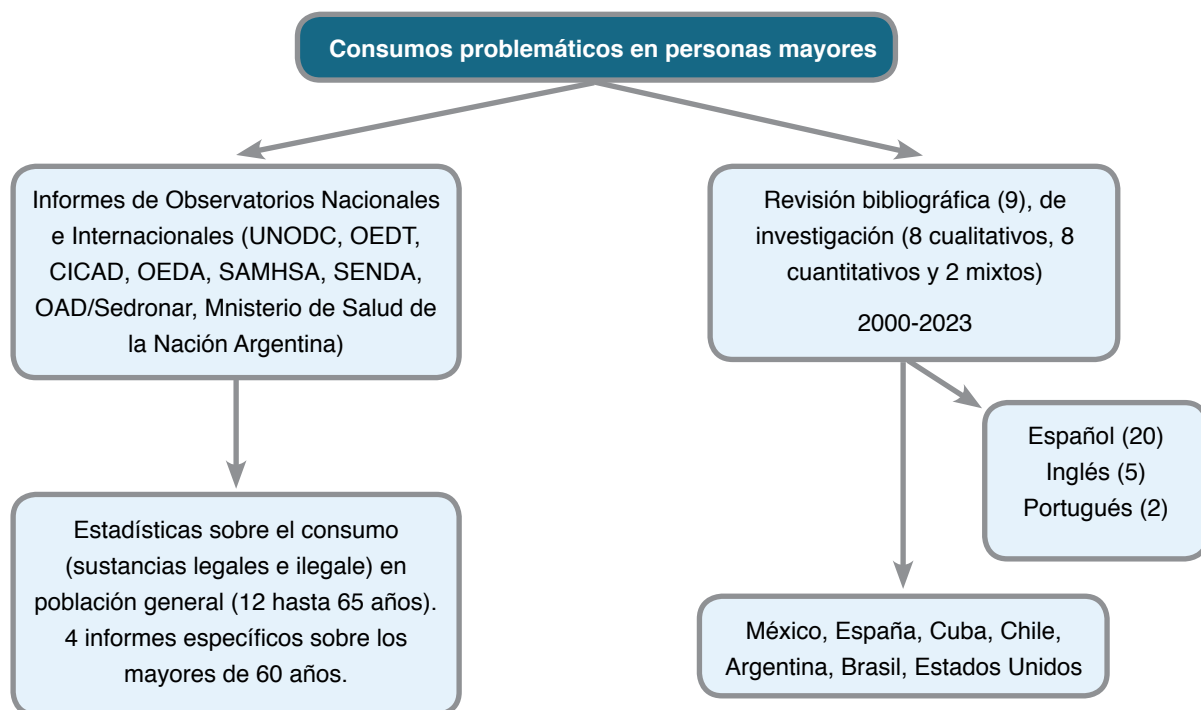 Consumos problemáticos en personas mayores
Informes de Observatorios Nacionales
e Internacionales (UNODC, OEDT,
CICAD, OEDA, SAMHSA, SENDA,
OAD/Sedronar, Mnisterio de Salud de
la Nación Argentina)
Revisión bibliográfica (9), de
investigación (8 cualitativos, 8
cuantitativos y 2 mixtos)
2000-2023
Español (20)
Inglés (5)
Portugués (2)
Estadísticas sobre el consumo
(sustancias legales e ilegale) en
población general (12 hasta 65 años).
4 informes específicos sobre los
mayores de 60 años.
México, España, Cuba, Chile,
Argentina, Brasil, Estados Unidos